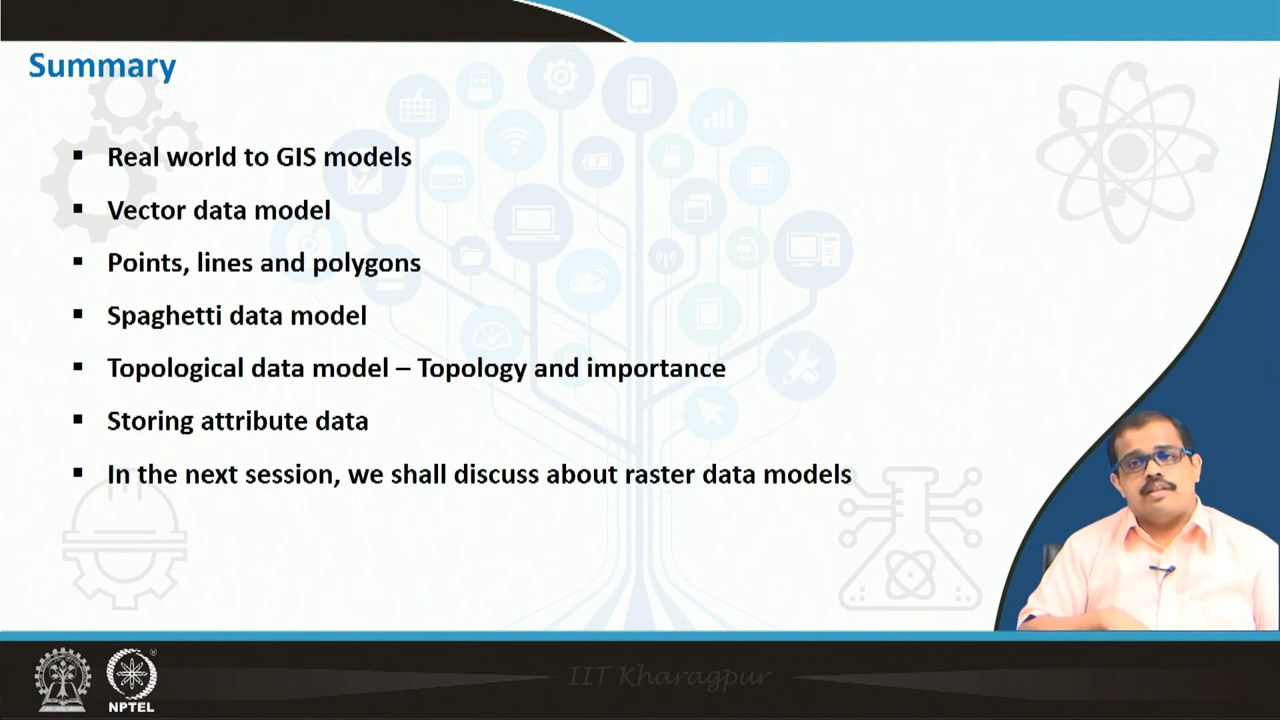 Summary
▪ Real world to GIS models
▪ Vector data model
▪ Points, lines and polygons
▪ Spaghetti data model
▪ Topological data model – Topology and importance
▪ Storing attribute data
▪ In the next session, we shall discuss about raster data models
NPTEL
IIT Kharagpur